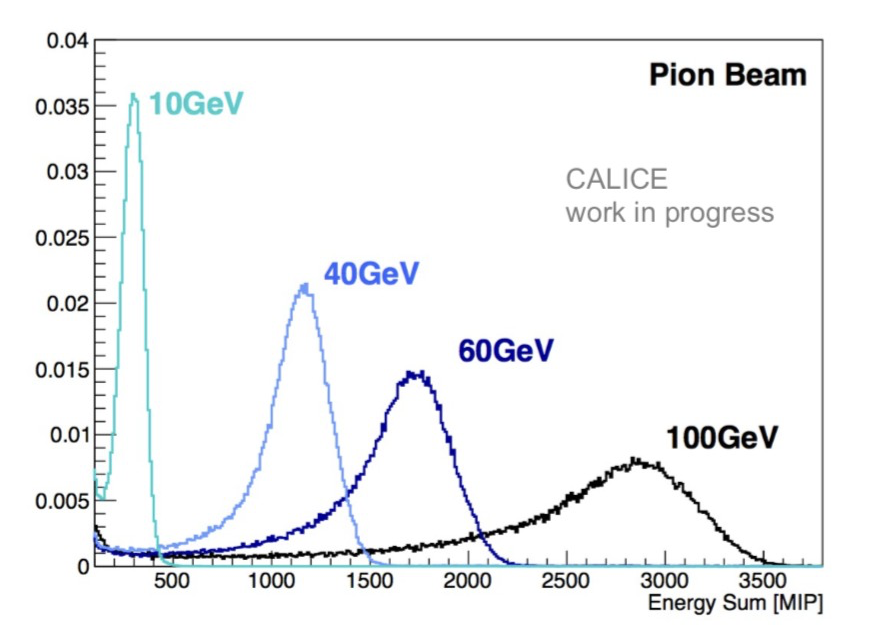 0.04
Pion Beam
0.035
10GeV
0.03
CALICE
work in progress
0.025
40GeV
0.02
60GeV
0.015
100GeV
0.01
0.005
0
500 1000 1500 2000 2500 3000 3500
Energy Sum [MIP]